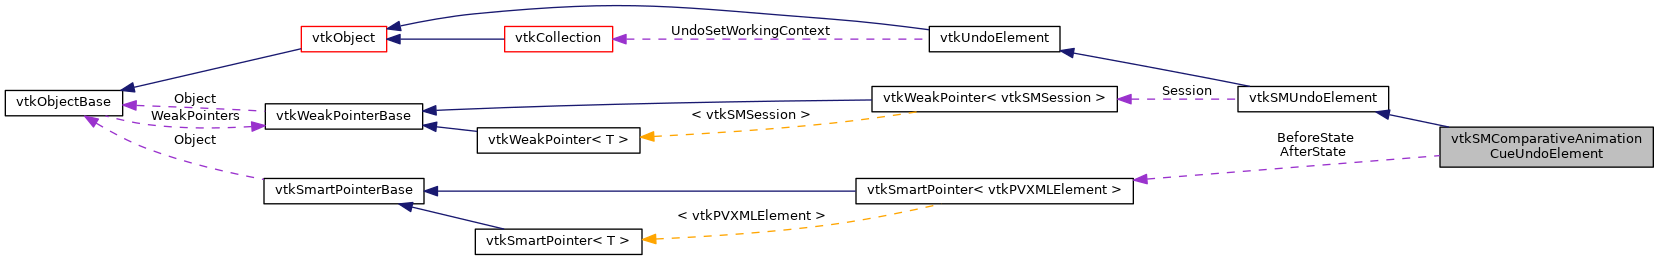 vtkObject
vtkCollection
UndoSetWorkingContext
vtkUndoElement
vtkObjectBase
Object
WeakPointers
Object
vtkWeakPointerBase
vtkWeakPointer< vtkSMSession >
< vtkSMSession >
vtkWeakPointer< T >
Session
vtkSMUndoElement
BeforeState
AfterState
vtkSMComparativeAnimation
CueUndoElement
vtkSmartPointerBase
vtkSmartPointer< vtkPVXMLElement >
< vtkPVXMLElement >
vtkSmartPointer< T >